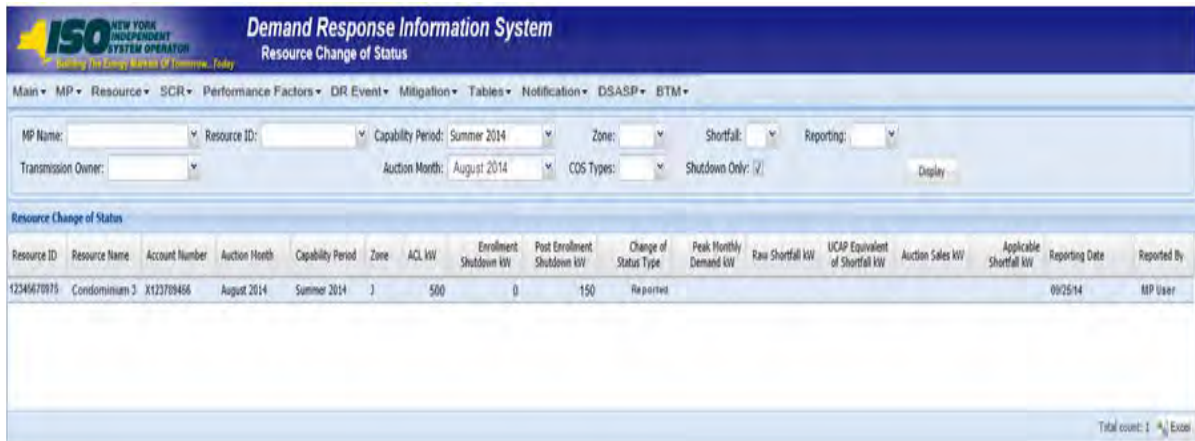 ISO NEW YORK INDEPENDENT SYSTEM OPERATOR
Building The Energy Markets Of Tomorrow...Today
Demand Response Information System
Resource Change of Status
Main MP Resource SCR Performance Factors DR Event Mitigation Tables Notification DSASP BTM
MP Name: Resource ID: Capability Period: Summer 2014 Zone: Shortfall: Reporting:
Transmission Owner: Auction Month: August 2014 COS Types: Shutdown Only: Display
Resource Change of Status
Resource ID Resource Name Account Number Auction Month Capability Period Zone ACL kW Enrollment Shutdown kW Post Enrollment Shutdown kW Change of Status Type Peak Monthly Demand kW Raw Shortfall kW UCAP Equivalent of Shortfall kW Auction Sales kW Applicable Shortfall kW Reporting Date Reported By
Condominium 3 August 2014 Summer 2014 J 500 0 150 Reported 09/25/14 MP User
Total count: 1 Excel